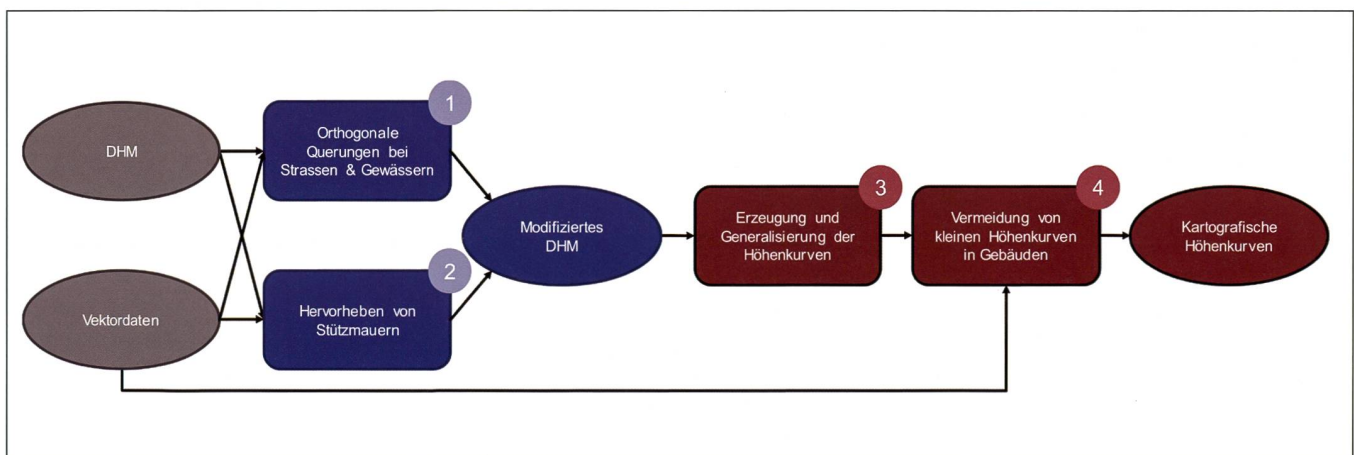 DHM
1
Orthogonale
Querungen bei
Strassen & Gewässern
Vektordaten
2
Hervorheben von
Stützmauern
Modifiziertes
DHM
3
Erzeugung und
Generalisierung der
Höhenkurven
4
Vermeidung von
kleinen Höhenkurven
in Gebäuden
Kartografische
Höhenkurven